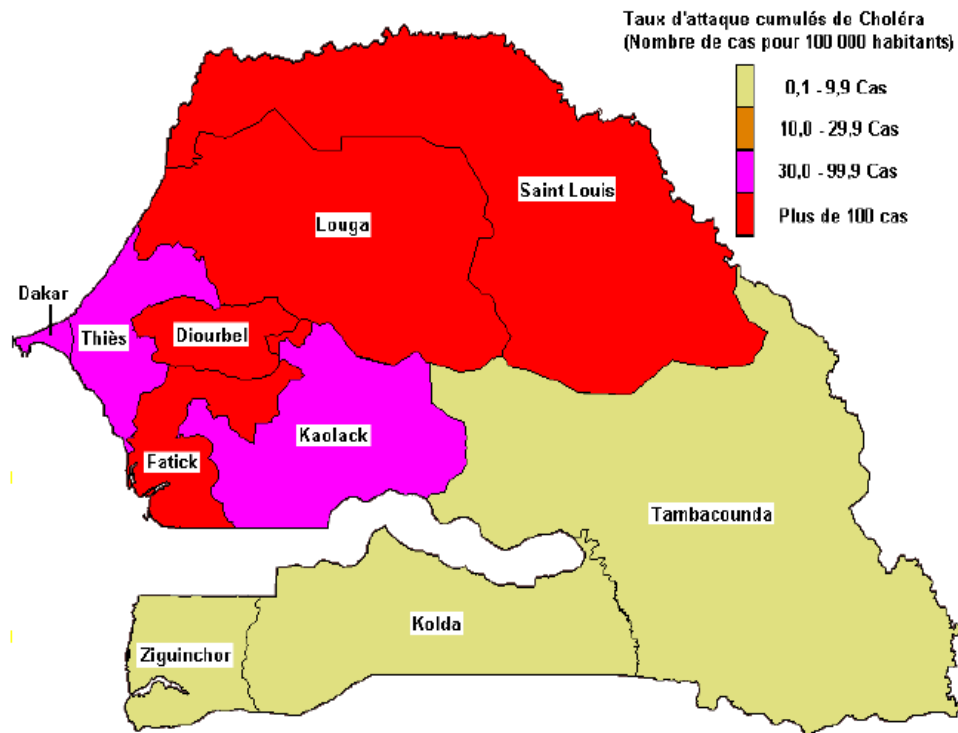 Taux d'attaque cumulés de Choléra
(Nombre de cas pour 100 000 habitants)
0,1 - 9,9 Cas
10,0 - 29,9 Cas
30,0 - 99,9 Cas
Plus de 100 cas
Saint Louis
Louga
Dakar
Thiès
Diourbel
Kaolack
Fatick
Tambacounda
Kolda
Ziguinchor